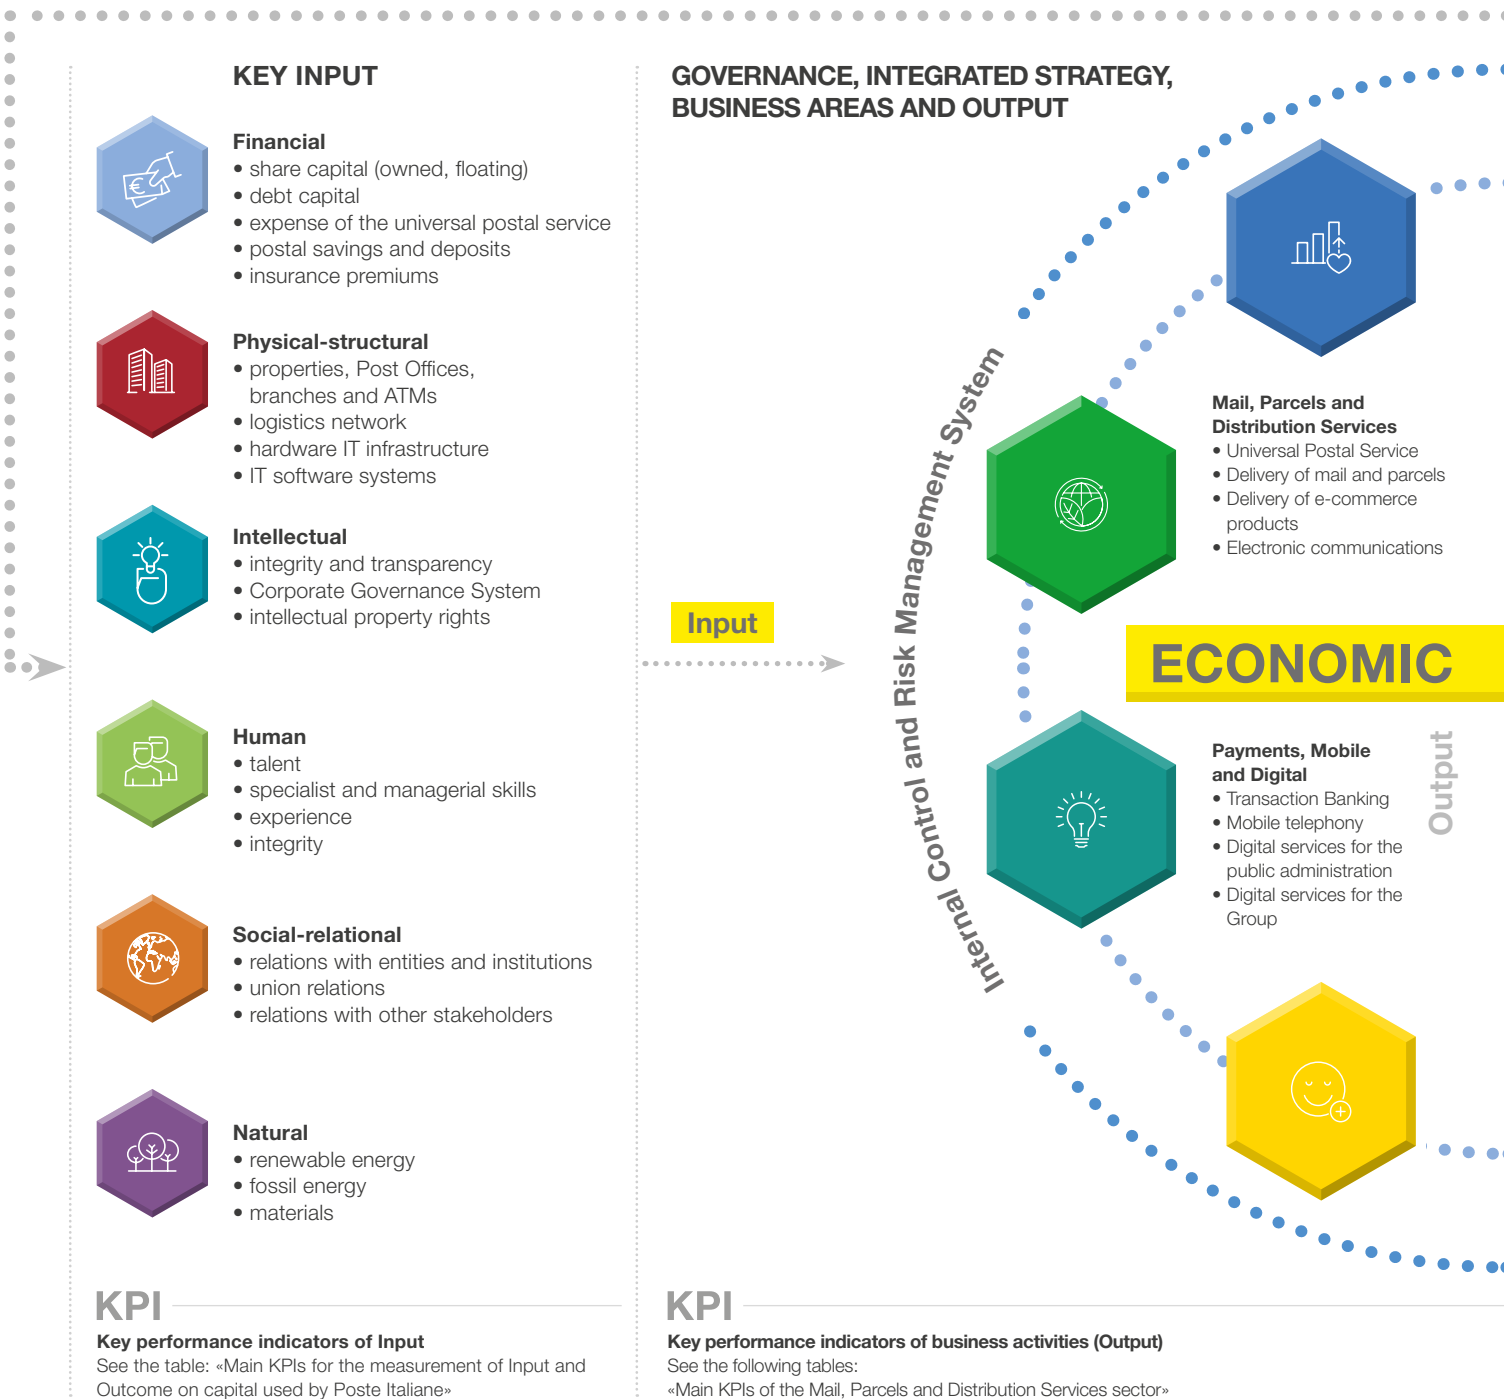 KEY INPUT
Financial
• share capital (owned, floating)
• debt capital
• expense of the universal postal service
• postal savings and deposits
• insurance premiums
Physical-structural
• properties, Post Offices,
branches and ATMs
• logistics network
• hardware IT infrastructure
• IT software systems
Intellectual
• integrity and transparency
• Corporate Governance System
• intellectual property rights
Human
• talent
• specialist and managerial skills
• experience
• integrity
Social-relational
• relations with entities and institutions
• union relations
• relations with other stakeholders
Natural
• renewable energy
• fossil energy
• materials
KPI
Key performance indicators of Input
See the table: «Main KPIs for the measurement of Input and
Outcome on capital used by Poste Italiane»
GOVERNANCE, INTEGRATED STRATEGY,
BUSINESS AREAS AND OUTPUT
Input
Internal Control and Risk Management System
Mail, Parcels and
Distribution Services
• Universal Postal Service
• Delivery of mail and parcels
• Delivery of e-commerce
products
• Electronic communications
ECONOMIC
Output
Payments, Mobile
and Digital
• Transaction Banking
• Mobile telephony
• Digital services for the
public administration
• Digital services for the
Group
KPI
Key performance indicators of business activities (Output)
See the following tables:
«Main KPIs of the Mail, Parcels and Distribution Services sector»